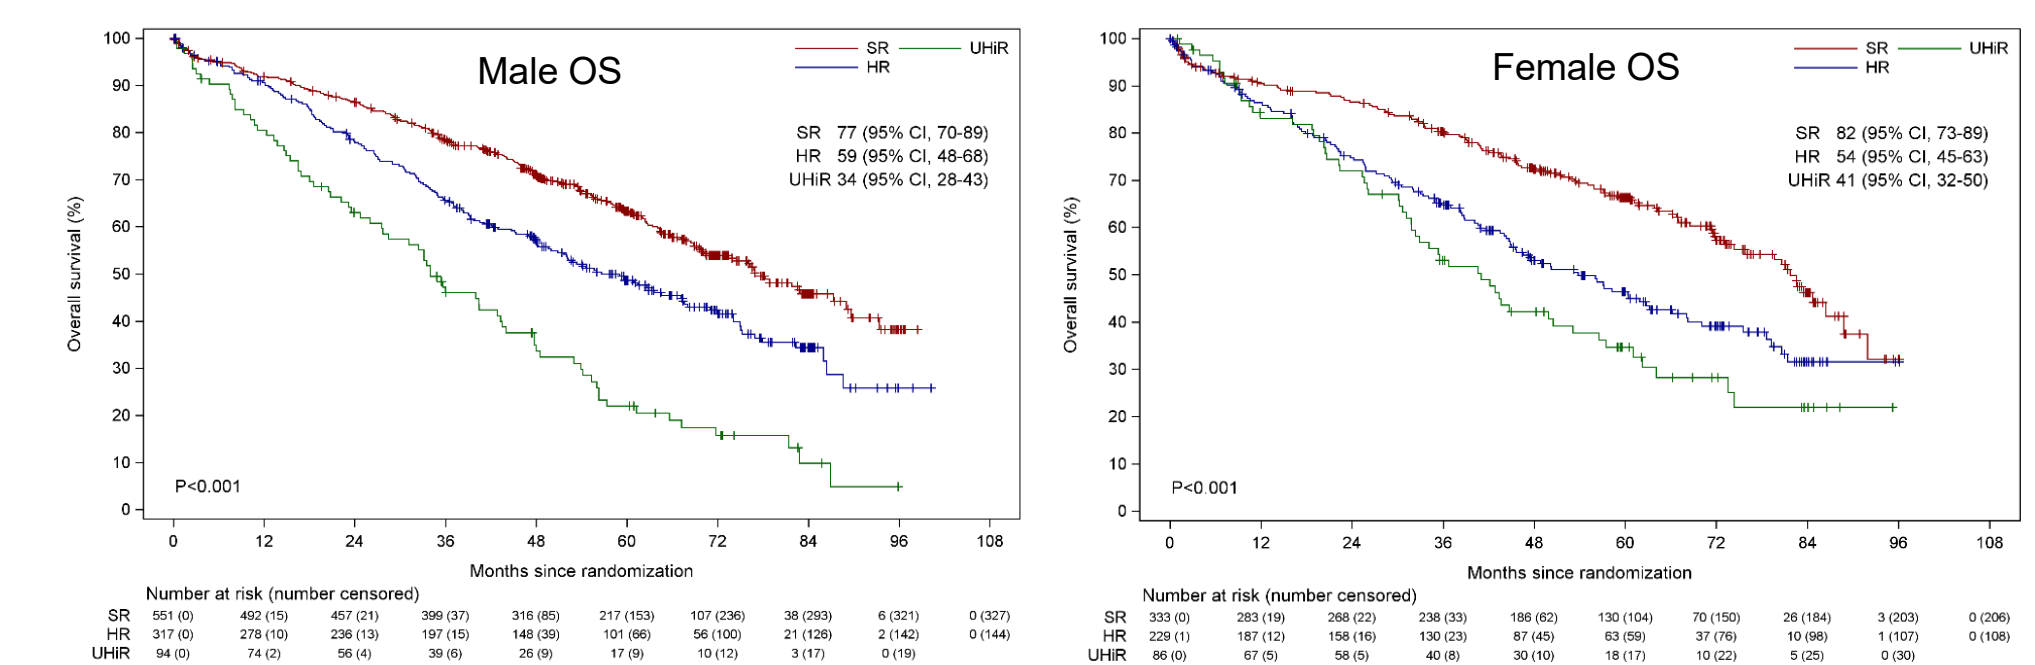 Male OS
SR
UHiR
HR
SR 77 (95% CI, 70-89)
HR 59 (95% CI, 48-68)
UHiR 34 (95% CI, 28-43)
Overall survival (%)
100
90
80
70
60
50
40
30
20
10
0
P<0.001
0 12 24 36 48 60 72 84 96 108
Months since randomization
Number at risk (number censored)
SR 551 (0) 492 (15) 457 (21) 399 (37) 316 (85) 217 (153) 107 (236) 38 (293) 6 (321) 0 (327)
HR 317 (0) 278 (10) 236 (13) 197 (15) 148 (39) 101 (66) 56 (100) 21 (126) 2 (142) 0 (144)
UHiR 94 (0) 74 (2) 56 (4) 39 (6) 26 (9) 17 (9) 10 (12) 3 (17) 0 (19)
Female OS
SR
UHiR
HR
SR 82 (95% CI, 73-89)
HR 54 (95% CI, 45-63)
UHiR 41 (95% CI, 32-50)
Overall survival (%)
100
90
80
70
60
50
40
30
20
10
0
P<0.001
0 12 24 36 48 60 72 84 96 108
Months since randomization
Number at risk (number censored)
SR 333 (0) 283 (19) 268 (22) 238 (33) 186 (62) 130 (104) 70 (150) 26 (184) 3 (203) 0 (206)
HR 229 (1) 187 (12) 158 (16) 130 (23) 87 (45) 63 (59) 37 (76) 10 (98) 1 (107) 0 (108)
UHiR 86 (0) 67 (5) 58 (5) 40 (8) 30 (10) 18 (17) 10 (22) 5 (25) 0 (30)